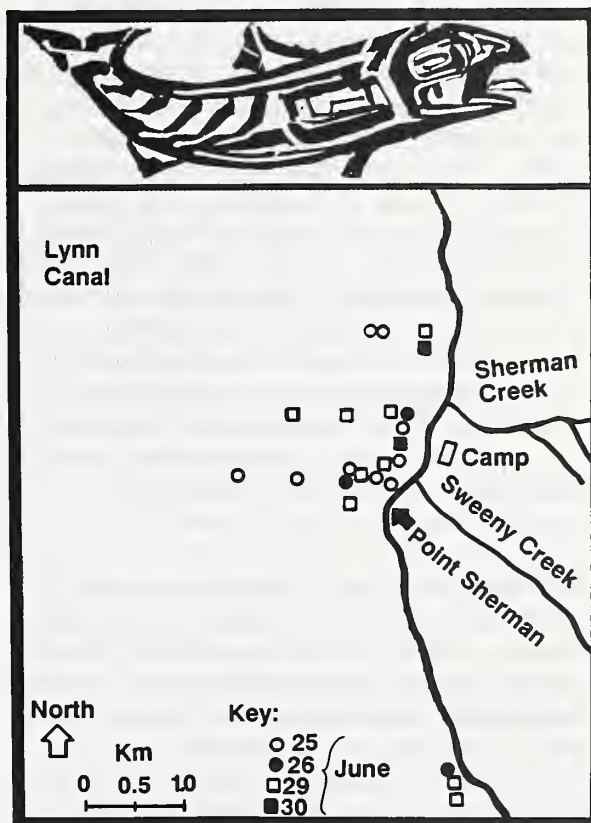 Lynn
Canal
Sherman
Creek
Camp
Sweeny Creek
Point Sherman
North
Km
0 0.5 1.0
Key:
25
26
29
30
June